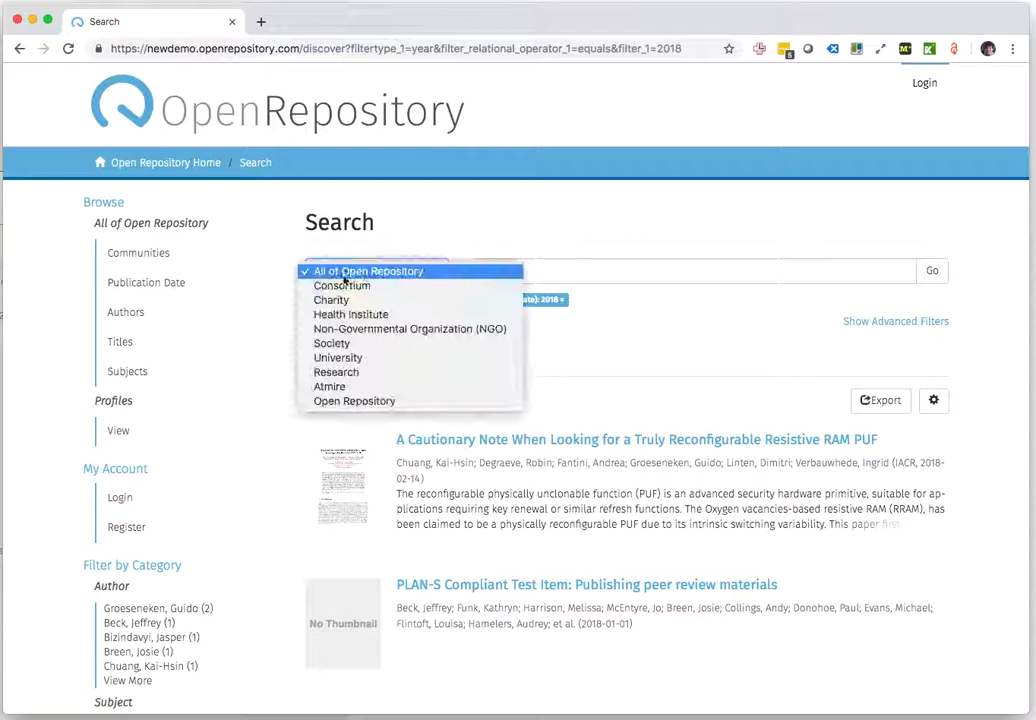 Search
https://newdemo.openrepository.com/discover?filtertype_1=year&filter_relational_operator_1=equals&filter_1=2018
5
Login
OpenRepository
Open Repository Home / Search
Browse
All of Open Repository
Communities
Publication Date
Authors
Titles
Subjects
Profiles
View
My Account
Login
Register
Filter by Category
Author
Groeseneken, Guido (2)
Beck, Jeffrey (1)
Bizindavyi, Jasper (1)
Breen, Josie (1)
Chuang, Kai-Hsin (1)
View More
Subject
Search
✓ All of Open Repository
Consortium
Charity
Health Institute
Non-Governmental Organization (NGO)
Society
University
Research
Atmire
Open Repository
Go
2018 ×
Show Advanced Filters
Export
A Cautionary Note When Looking for a Truly Reconfigurable Resistive RAM PUF
Chuang, Kai-Hsin; Degraeve, Robin; Fantini, Andrea; Groeseneken, Guido; Linten, Dimitri; Verbauwhede, Ingrid (IACR, 2018-
02-14)
The reconfigurable physically unclonable function (PUF) is an advanced security hardware primitive, suitable for ap-
plications requiring key renewal or similar refresh functions. The Oxygen vacancies-based resistive RAM (RRAM), has
been claimed to be a physically reconfigurable PUF due to its intrinsic switching variability. This paper first
PLAN-S Compliant Test Item: Publishing peer review materials
Beck, Jeffrey; Funk, Kathryn; Harrison, Melissa; McEntyre, Jo; Breen, Josie; Collings, Andy; Donohoe, Paul; Evans, Michael;
Flintoft, Louisa; Hamelers, Audrey; et al. (2018-01-01)
No Thumbnail